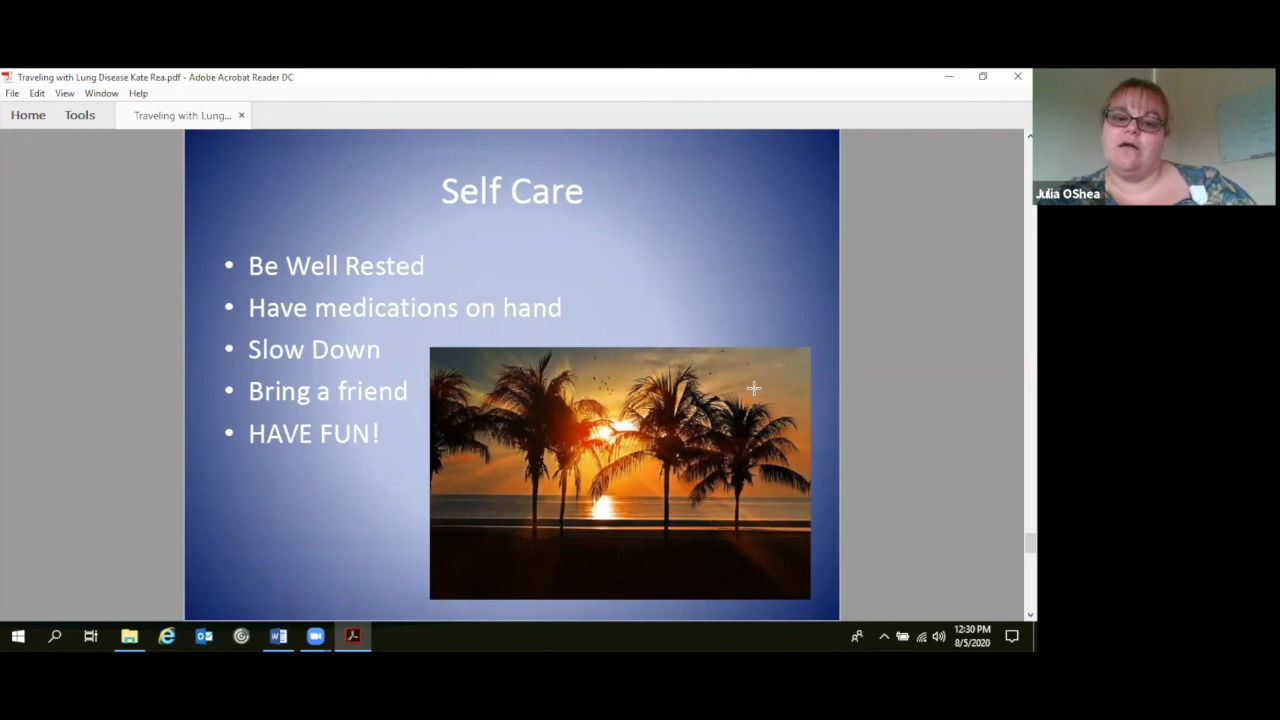 Traveling with Lung Disease Kate Rea.pdf - Adobe Acrobat Reader DC
File Edit View Window Help
Home Tools Traveling with Lung... ×
Self Care
• Be Well Rested
• Have medications on hand
• Slow Down
• Bring a friend
• HAVE FUN!
Julia OShea
12:30 PM
8/5/2020